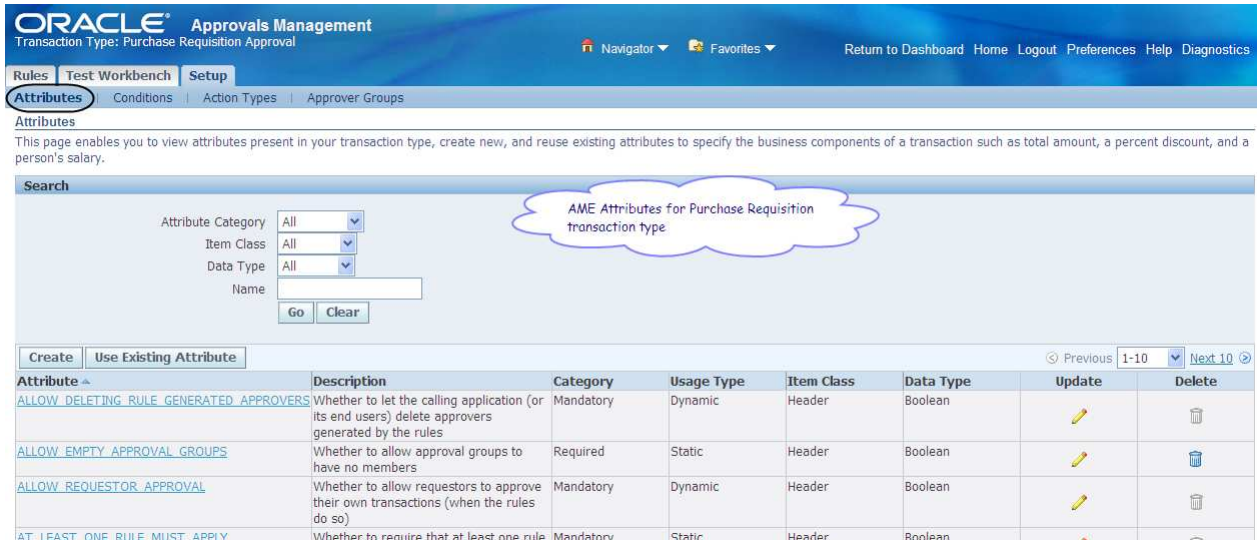 ORACLE® Approvals Management
Transaction Type: Purchase Requisition Approval
Navigator Favorites Return to Dashboard Home Logout Preferences Help Diagnostics
Rules Test Workbench Setup
Attributes | Conditions | Action Types | Approver Groups
Attributes
This page enables you to view attributes present in your transaction type, create new, and reuse existing attributes to specify the business components of a transaction such as total amount, a percent discount, and a
person's salary.
Search
AME Attributes for Purchase Requisition
transaction type
Attribute Category All
Item Class All
Data Type All
Name
Go Clear
Create Use Existing Attribute Previous 1-10 Next 10
Attribute Description Category Usage Type Item Class Data Type Update Delete
ALLOW_DELETING_RULE_GENERATED_APPROVERS Whether to let the calling application (or Mandatory Dynamic Header Boolean
its end users) delete approvers
generated by the rules
ALLOW_EMPTY_APPROVAL_GROUPS Whether to allow approval groups to Required Static Header Boolean
have no members
ALLOW_REQUESTOR_APPROVAL Whether to allow requestors to approve Mandatory Dynamic Header Boolean
their own transactions (when the rules
do so)
AT_LEAST_ONE_RULE_MUST_APPLY Whether to require that at least one rule Mandatory Static Header Boolean